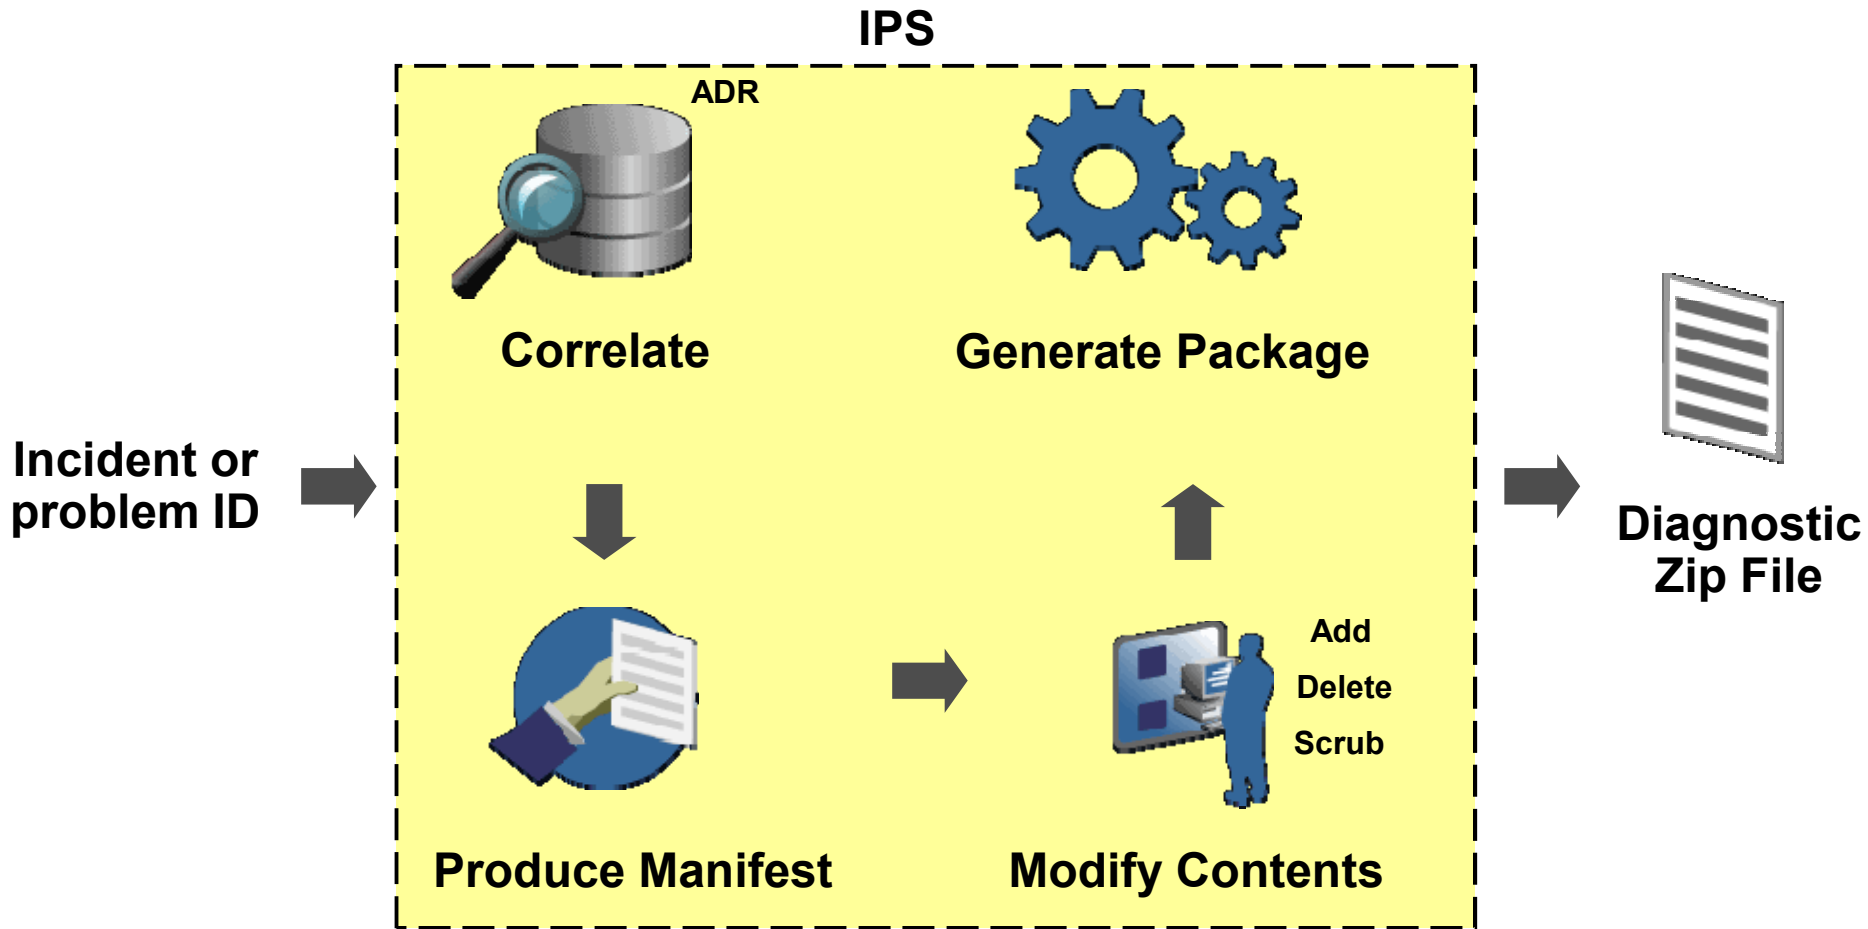 IPS
ADR
Correlate
Generate Package
Incident or
problem ID
Diagnostic
Zip File
Add
Delete
Scrub
Produce Manifest
Modify Contents